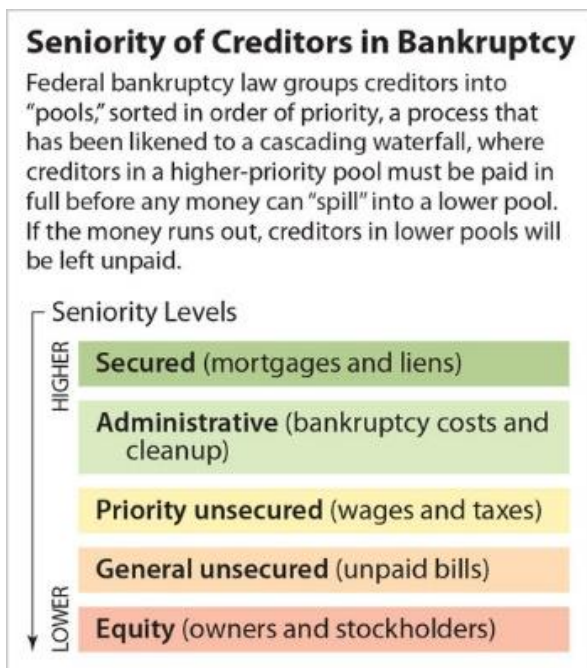 Seniority of Creditors in Bankruptcy
Federal bankruptcy law groups creditors into
“pools,” sorted in order of priority, a process that
has been likened to a cascading waterfall, where
creditors in a higher-priority pool must be paid in
full before any money can “spill” into a lower pool.
If the money runs out, creditors in lower pools will
be left unpaid.
Seniority Levels
HIGHER
Secured (mortgages and liens)
Administrative (bankruptcy costs and
cleanup)
Priority unsecured (wages and taxes)
General unsecured (unpaid bills)
LOWER
Equity (owners and stockholders)